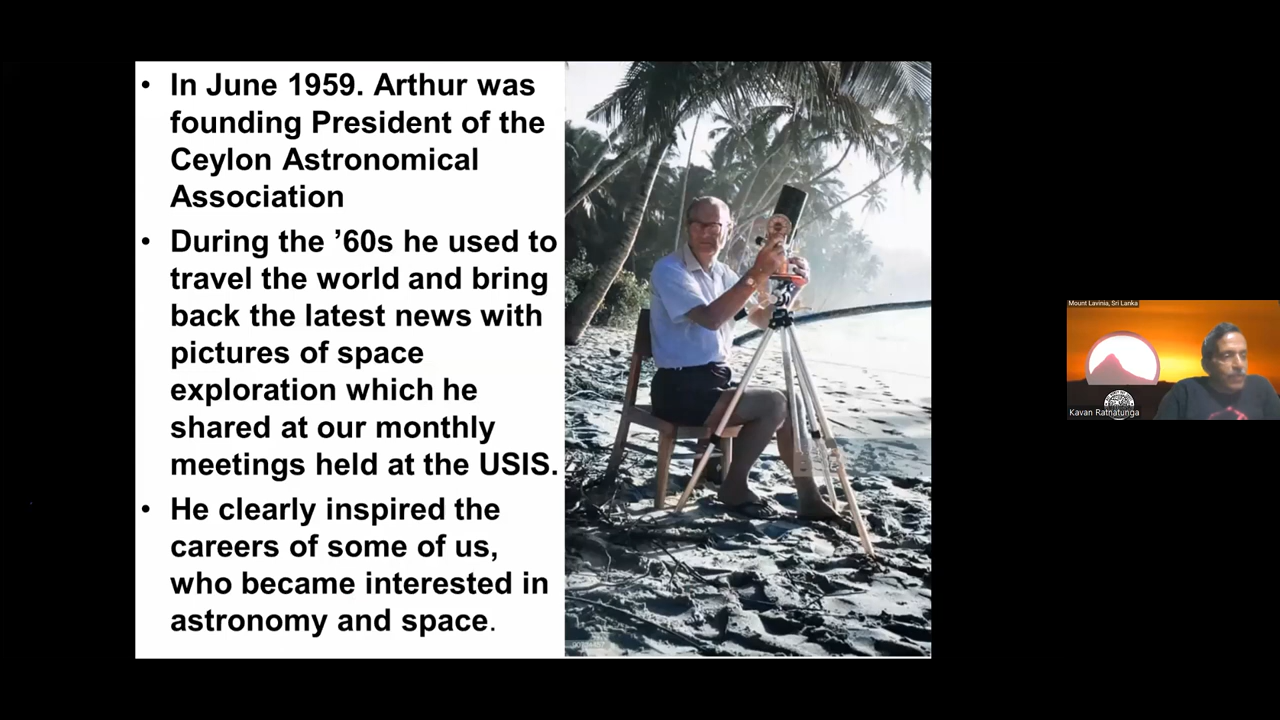 • In June 1959. Arthur was
founding President of the
Ceylon Astronomical
Association
• During the ’60s he used to
travel the world and bring
back the latest news with
pictures of space
exploration which he
shared at our monthly
meetings held at the USIS.
• He clearly inspired the
careers of some of us,
who became interested in
astronomy and space.
Mount Lavinia, Sri Lanka
Kavan Ratnatunga